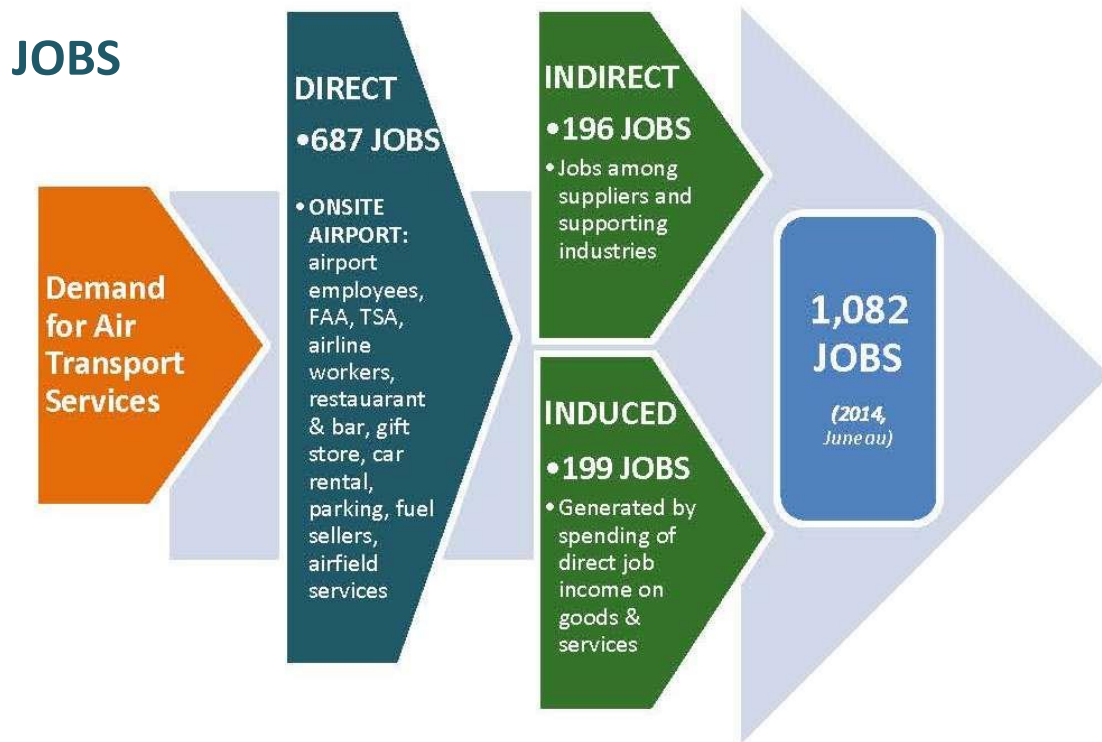 JOBS
Demand
for Air
Transport
Services
DIRECT
•687 JOBS
• ONSITE
AIRPORT:
airport
employees,
FAA, TSA,
airline
workers,
restauarant
& bar, gift
store, car
rental,
parking, fuel
sellers,
airfield
services
INDIRECT
•196 JOBS
• Jobs among
suppliers and
supporting
industries
INDUCED
•199 JOBS
• Generated by
spending of
direct job
income on
goods &
services
1,082
JOBS
(2014,
Juneau)